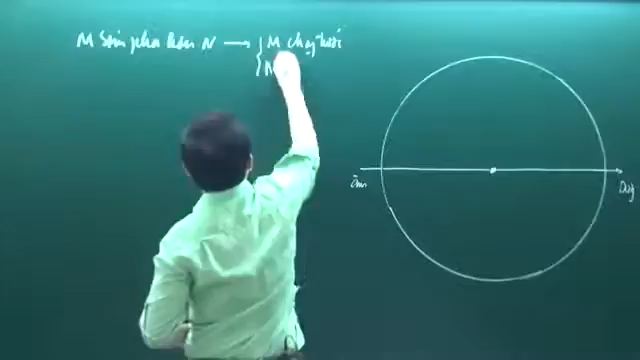 M sớm pha hơn N → { M chạy trước
{ N
Âm
Dương